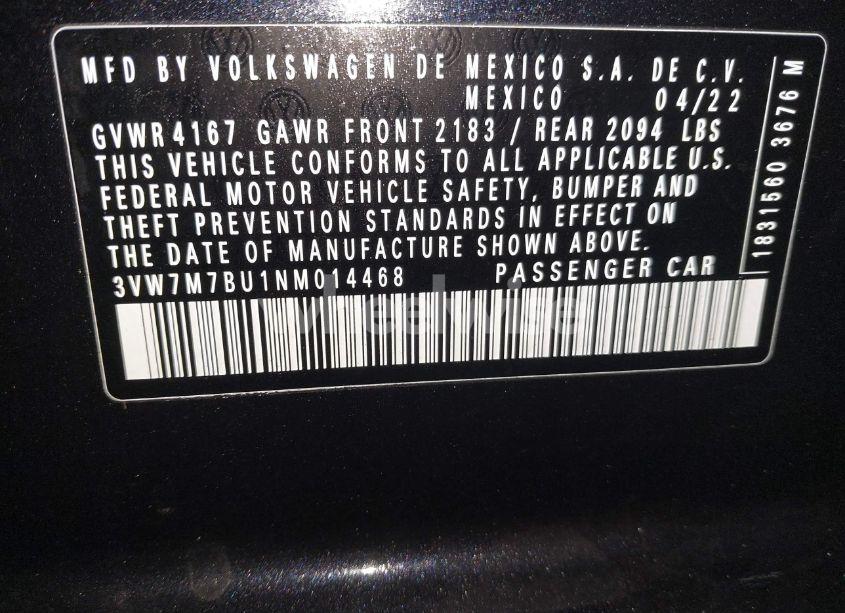 MFD BY VOLKSWAGEN DE MEXICO S.A. DE C.V.
MEXICO 04/22
GVWR 4167 GAWR FRONT 2183 / REAR 2094 LBS
THIS VEHICLE CONFORMS TO ALL APPLICABLE U.S.
FEDERAL MOTOR VEHICLE SAFETY, BUMPER AND
THEFT PREVENTION STANDARDS IN EFFECT ON
THE DATE OF MANUFACTURE SHOWN ABOVE.
3VW7M7BU1NM014468 PASSENGER CAR
1831560 3676 M
wheelwise